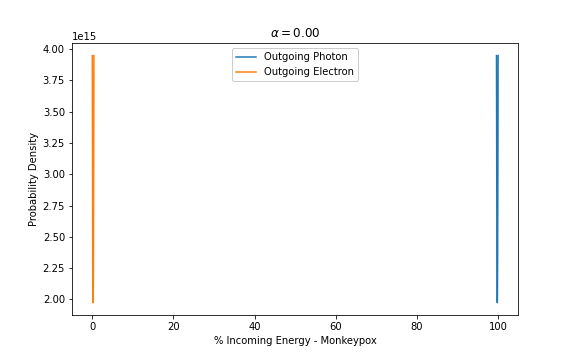 α = 0.00
1e15
4.00
3.75
3.50
3.25
3.00
2.75
2.50
2.25
2.00
Probability Density
Outgoing Photon
Outgoing Electron
0 20 40 60 80 100
% Incoming Energy - Monkeypox